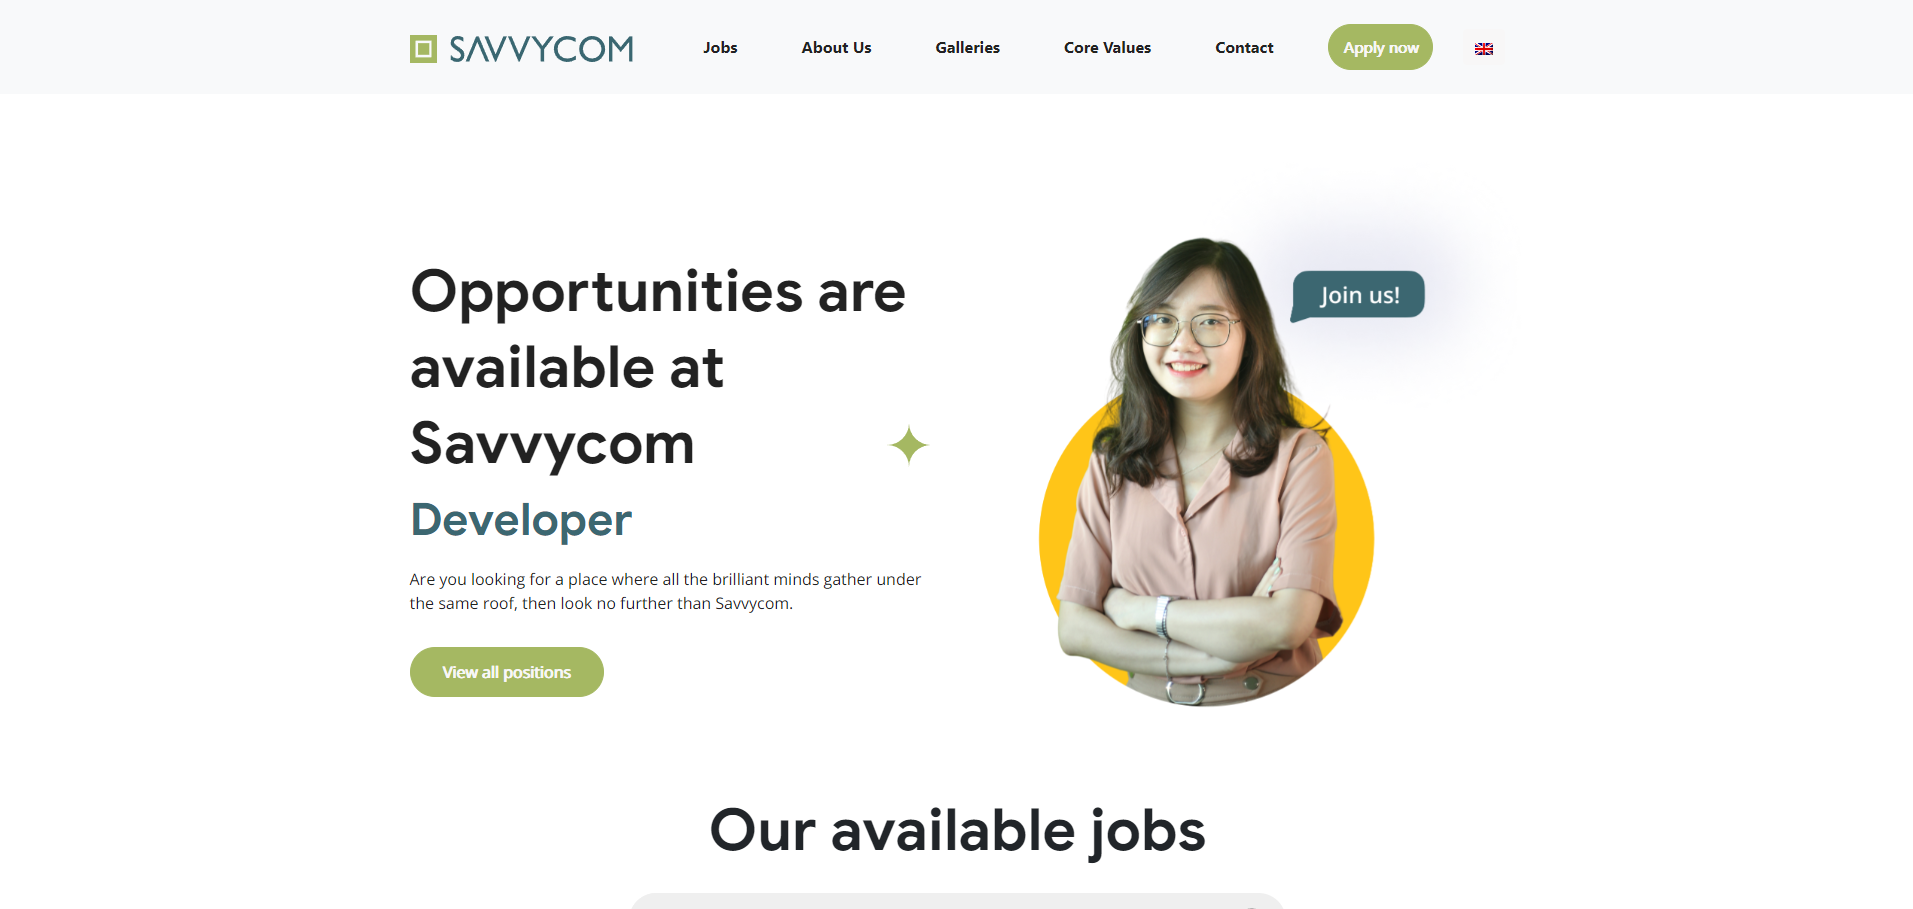 SAVVYCOM
Jobs
About Us
Galleries
Core Values
Contact
Apply now
Opportunities are
available at
Savvycom
Developer
Are you looking for a place where all the brilliant minds gather under
the same roof, then look no further than Savvycom.
View all positions
Join us!
Our available jobs